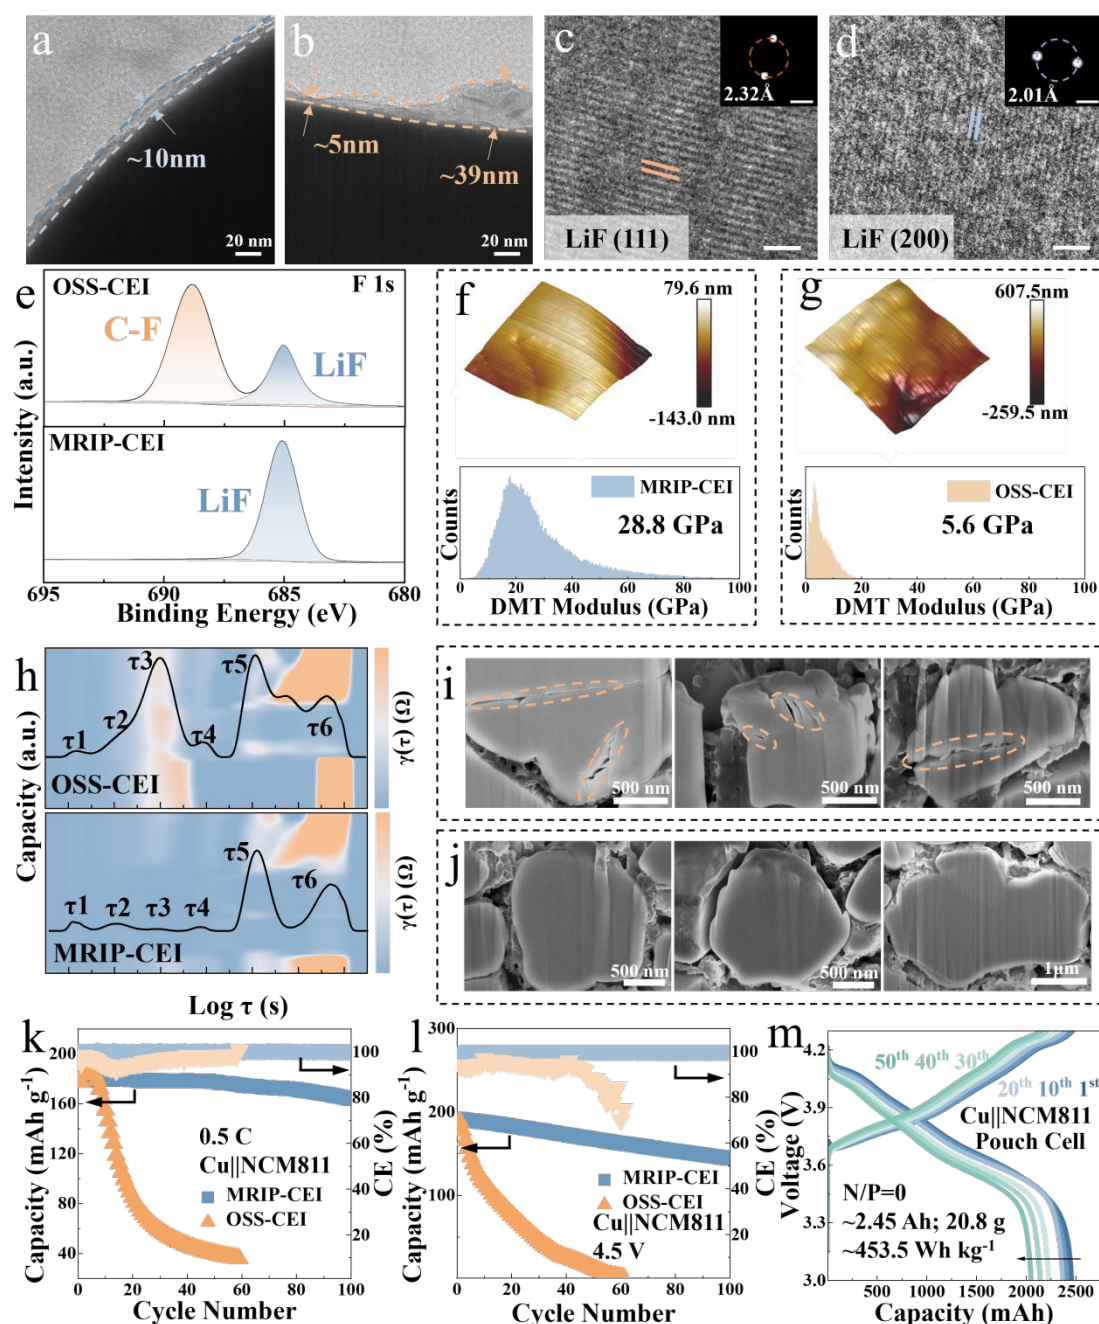 a
~10nm
20 nm
b
~5nm
~39nm
20 nm
c
2.32Å
LiF (111)
d
2.01Å
LiF (200)
e
OSS-CEI
F 1s
C-F
LiF
MRIP-CEI
LiF
Intensity (a.u.)
695
690
685
680
Binding Energy (eV)
f
79.6 nm
-143.0 nm
MRIP-CEI
28.8 GPa
Counts
0
20
40
60
80
100
DMT Modulus (GPa)
g
607.5 nm
-259.5 nm
OSS-CEI
5.6 GPa
Counts
0
20
40
60
80
100
DMT Modulus (GPa)
h
τ1
τ2
τ3
τ4
τ5
τ6
OSS-CEI
γ(τ) (Ω)
τ1
τ2
τ3
τ4
τ5
τ6
MRIP-CEI
γ(τ) (Ω)
Capacity (a.u.)
Log τ (s)
i
500 nm
500 nm
500 nm
j
500 nm
500 nm
1μm
k
200
160
120
80
40
Capacity (mAh g-1)
100
80
60
40
20
CE (%)
0.5 C
Cu||NCM811
MRIP-CEI
OSS-CEI
0
20
40
60
80
100
Cycle Number
l
300
200
100
0
Capacity (mAh g-1)
100
80
60
40
20
0
CE (%)
MRIP-CEI
OSS-CEI
Cu||NCM811
4.5 V
0
20
40
60
80
100
Cycle Number
m
4.2
3.9
3.6
3.3
3.0
Voltage (V)
50th 40th 30th
20th 10th 1st
Cu||NCM811
Pouch Cell
N/P=0
~2.45 Ah; 20.8 g
~453.5 Wh kg-1
0
500
1000
1500
2000
2500
Capacity (mAh)